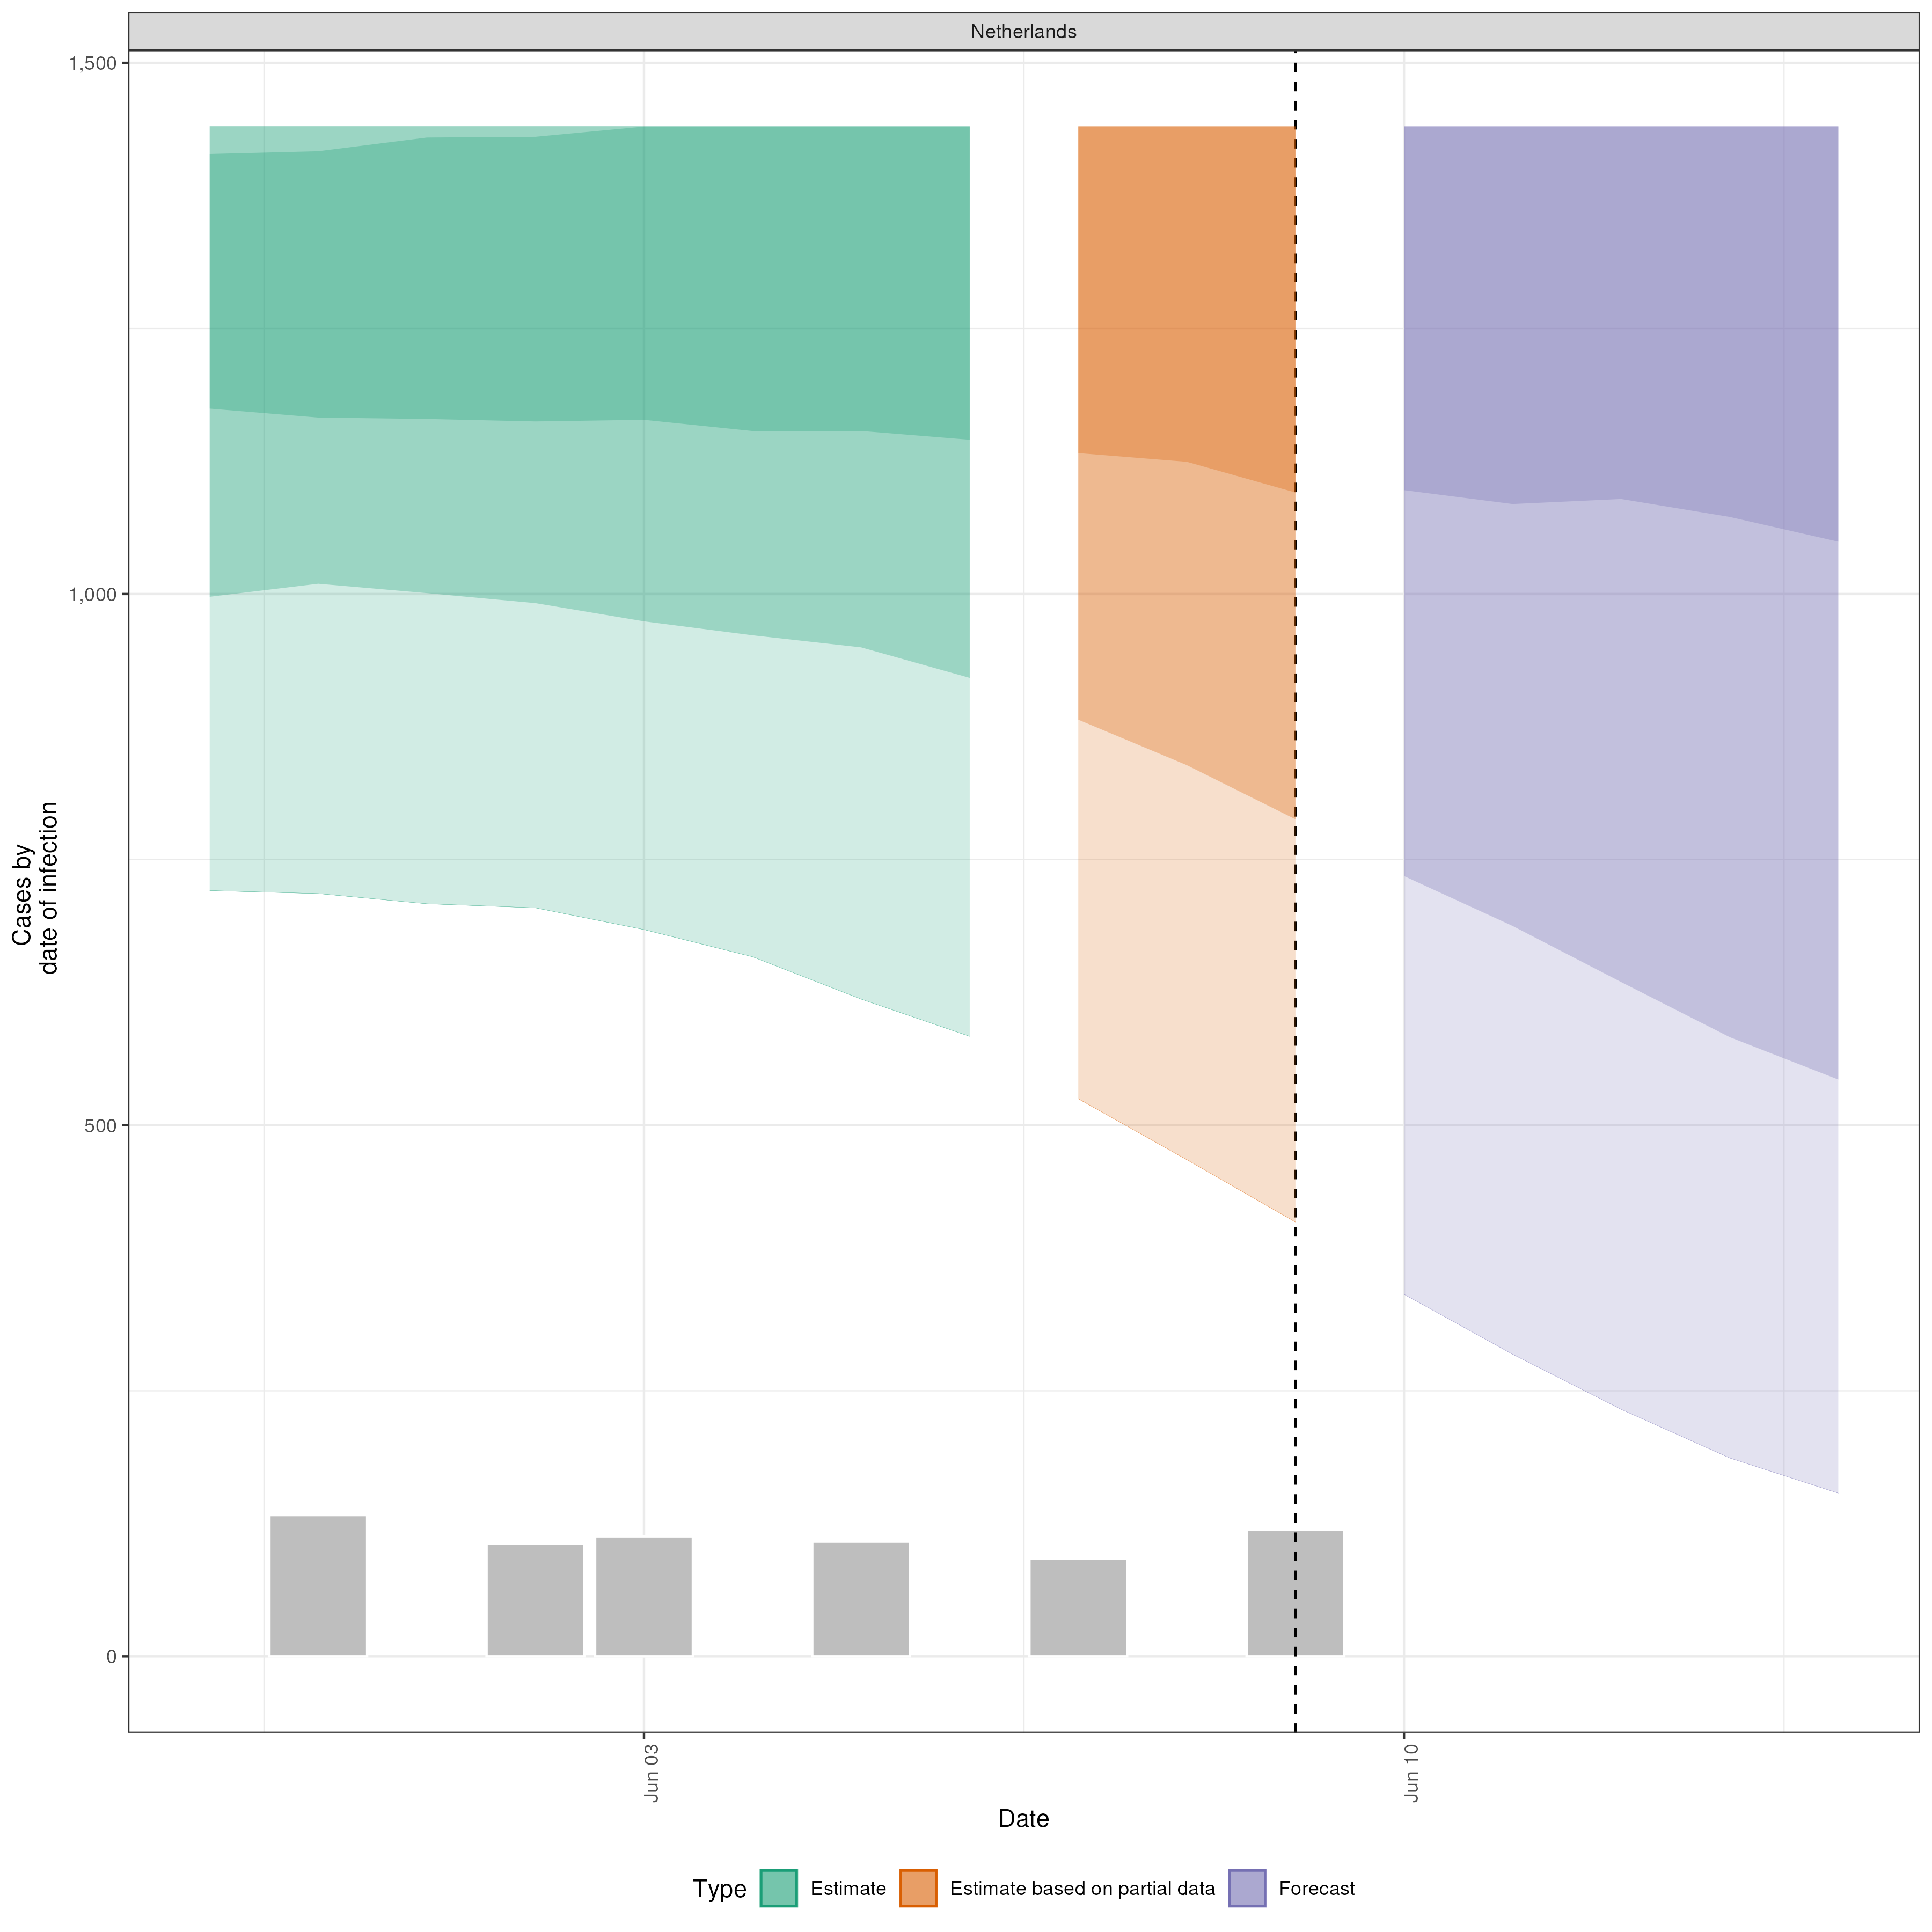 Netherlands
1,500
1,000
500
0
Cases by
date of infection
Jun 03
Jun 10
Date
Type
Estimate
Estimate based on partial data
Forecast